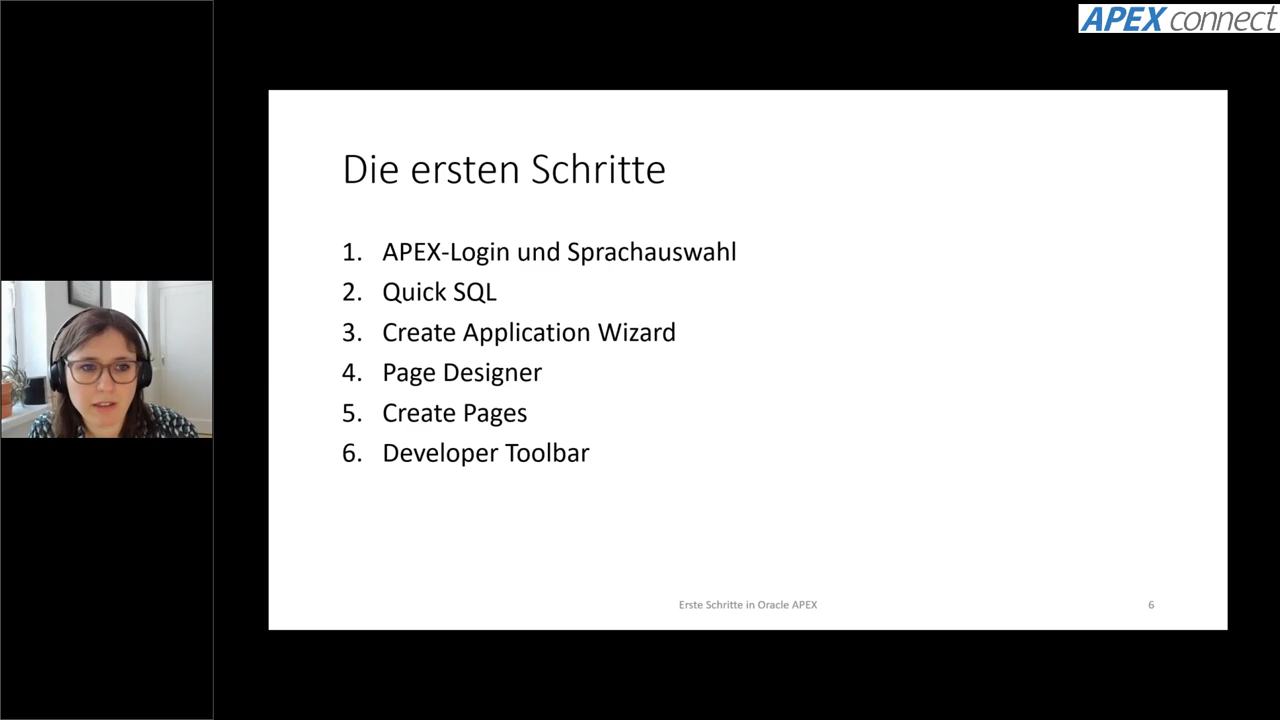 APEX connect
Die ersten Schritte
1. APEX-Login und Sprachauswahl
2. Quick SQL
3. Create Application Wizard
4. Page Designer
5. Create Pages
6. Developer Toolbar
Erste Schritte in Oracle APEX
6